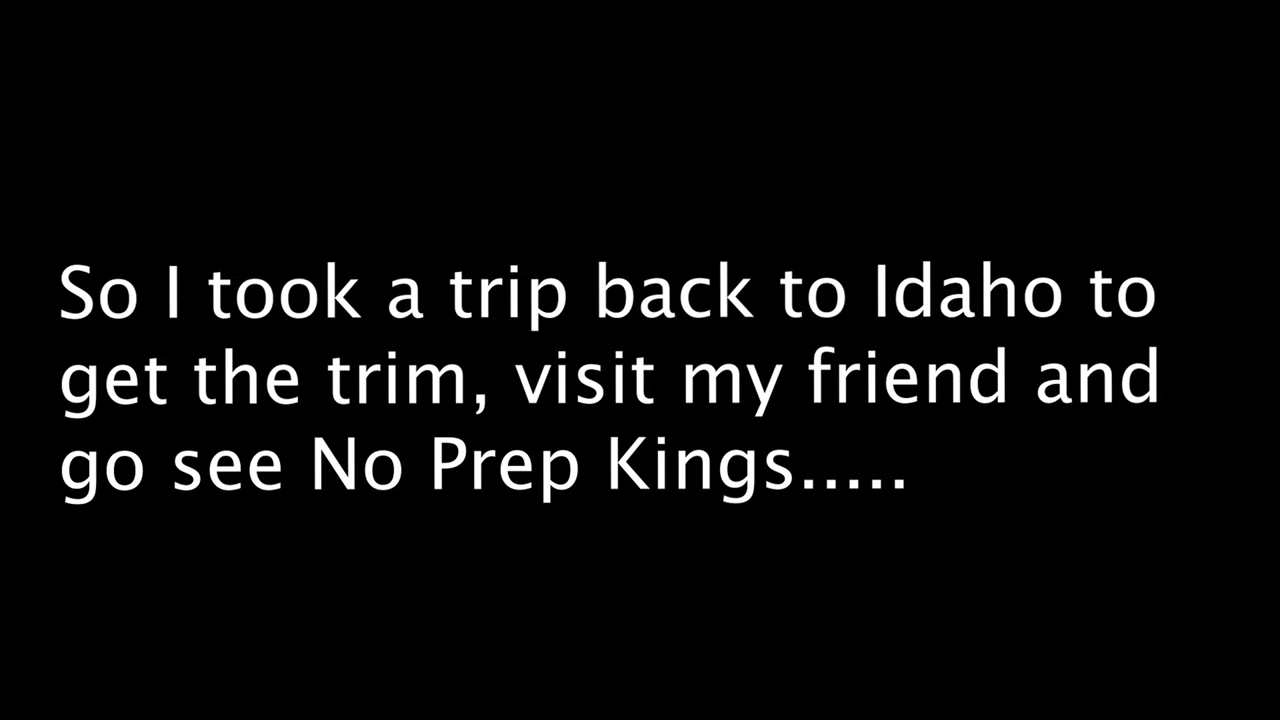 So I took a trip back to Idaho to
get the trim, visit my friend and
go see No Prep Kings.....